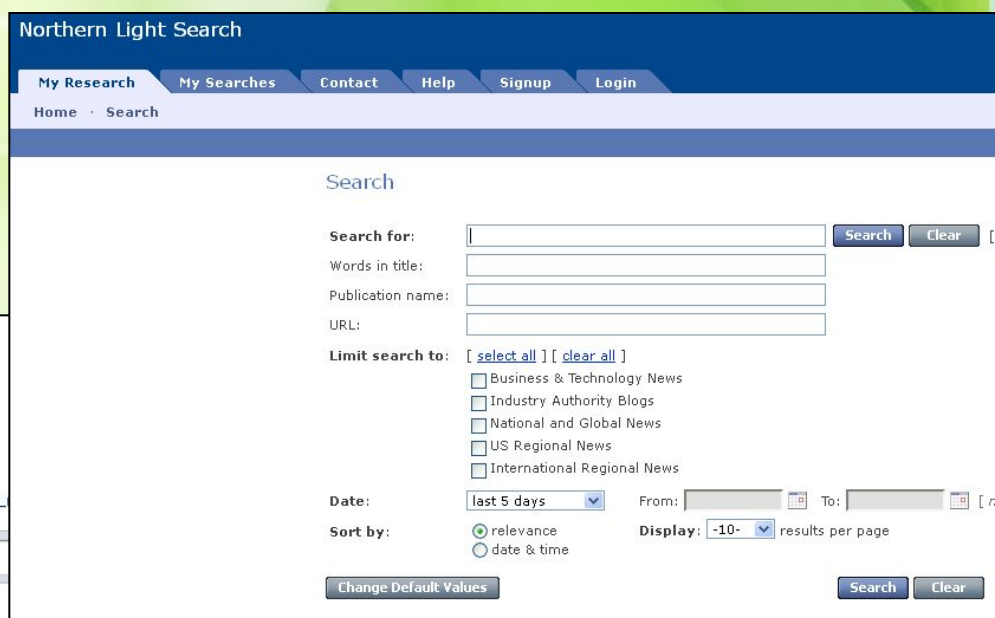 Northern Light Search
My Research My Searches Contact Help Signup Login
Home · Search
Search
Search for: Search Clear [
Words in title:
Publication name:
URL:
Limit search to: [ select all ] [ clear all ]
Business & Technology News
Industry Authority Blogs
National and Global News
US Regional News
International Regional News
Date: last 5 days From: To: [
Sort by: relevance Display: -10- results per page
date & time
Change Default Values Search Clear